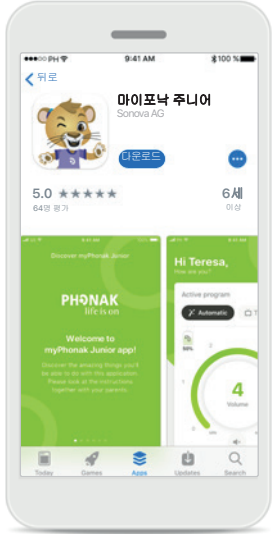 PH 9:41 AM 100 %
뒤로
마이포낙 주니어
Sonova AG
다운로드
5.0
64명 평가
6세
이상
Discover myPhonak Junior
PHONAK
life is on
Welcome to
myPhonak Junior app!
Discover the amazing things you'll
be able to do with this application.
Please look at the instructions
together with your parents.
Hi Teresa,
How are you?
Active program
Automatic
T
50%
1
2
4
Volume
0
Today
Games
Apps
Updates
Search